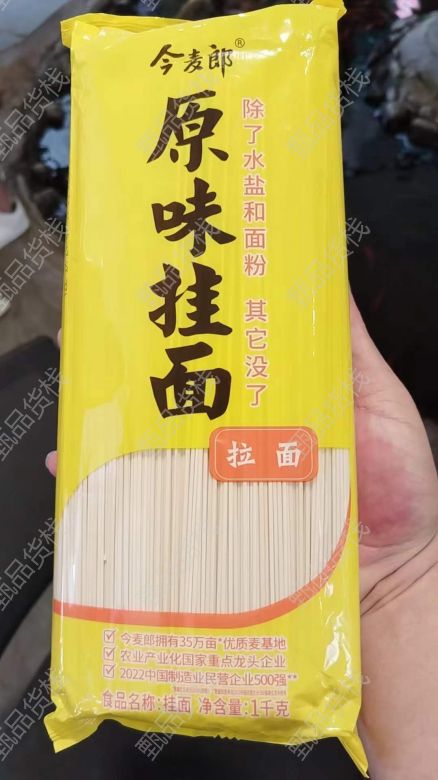 今麦郎®
原味挂面
除了水盐和面粉 其它没了
拉面
今麦郎拥有35万亩*优质麦基地
农业产业化国家重点龙头企业
2022中国制造业民营企业500强**
食品名称:挂面 净含量:1千克
甄品货栈